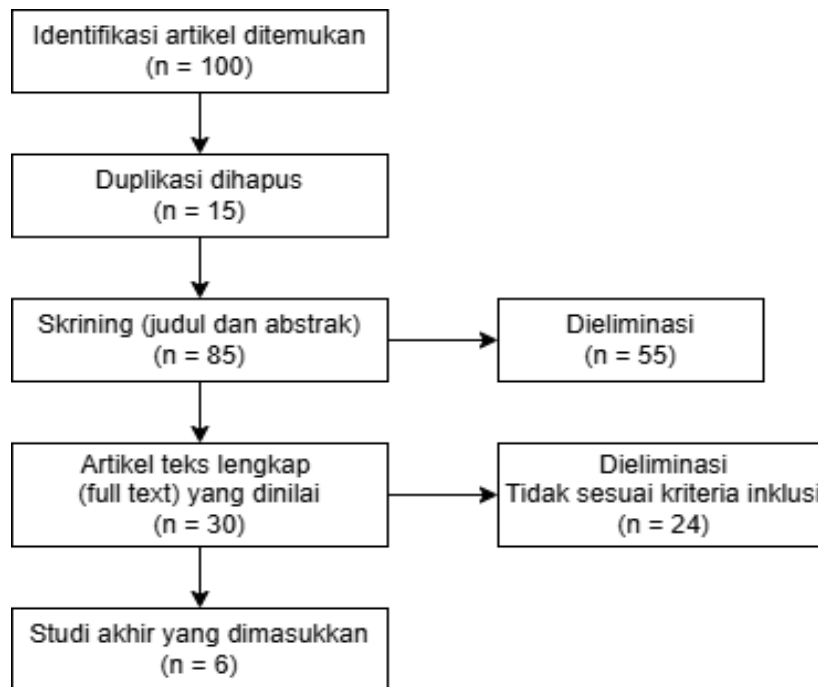 Identifikasi artikel ditemukan
(n = 100)
Duplikasi dihapus
(n = 15)
Skrining (judul dan abstrak)
(n = 85)
Dieliminasi
(n = 55)
Artikel teks lengkap
(full text) yang dinilai
(n = 30)
Dieliminasi
Tidak sesuai kriteria inklusi
(n = 24)
Studi akhir yang dimasukkan
(n = 6)